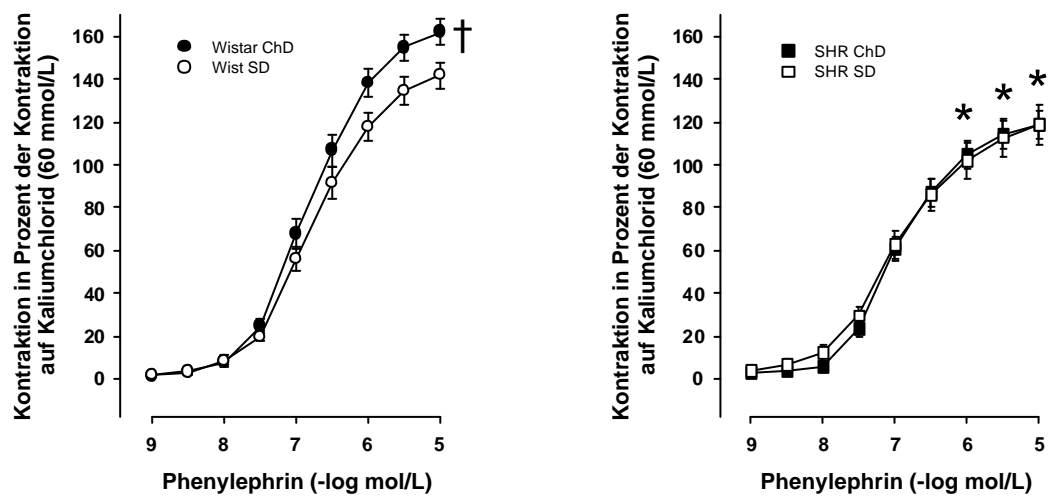 Kontraktion in Prozent der Kontraktion
auf Kaliumchlorid (60 mmol/L)
160
140
120
100
80
60
40
20
0
Wistar ChD
Wist SD
†
9 8 7 6 5
Phenylephrin (-log mol/L)
Kontraktion in Prozent der Kontraktion
auf Kaliumchlorid (60 mmol/L)
160
140
120
100
80
60
40
20
0
SHR ChD
SHR SD
* * *
9 8 7 6 5
Phenylephrin (-log mol/L)